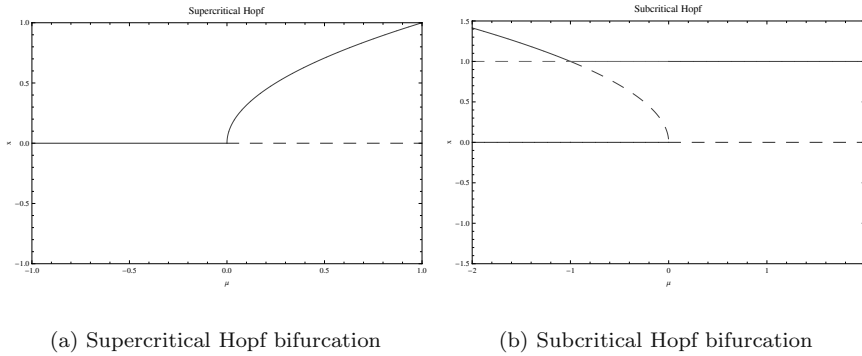 Supercritical Hopf
1.0
0.5
x
0.0
−0.5
−1.0
−1.0
−0.5
0.0
0.5
1.0
μ
Subcritical Hopf
1.5
1.0
0.5
x
0.0
−0.5
−1.0
−1.5
−2
−1
0
1
μ
(a) Supercritical Hopf bifurcation
(b) Subcritical Hopf bifurcation